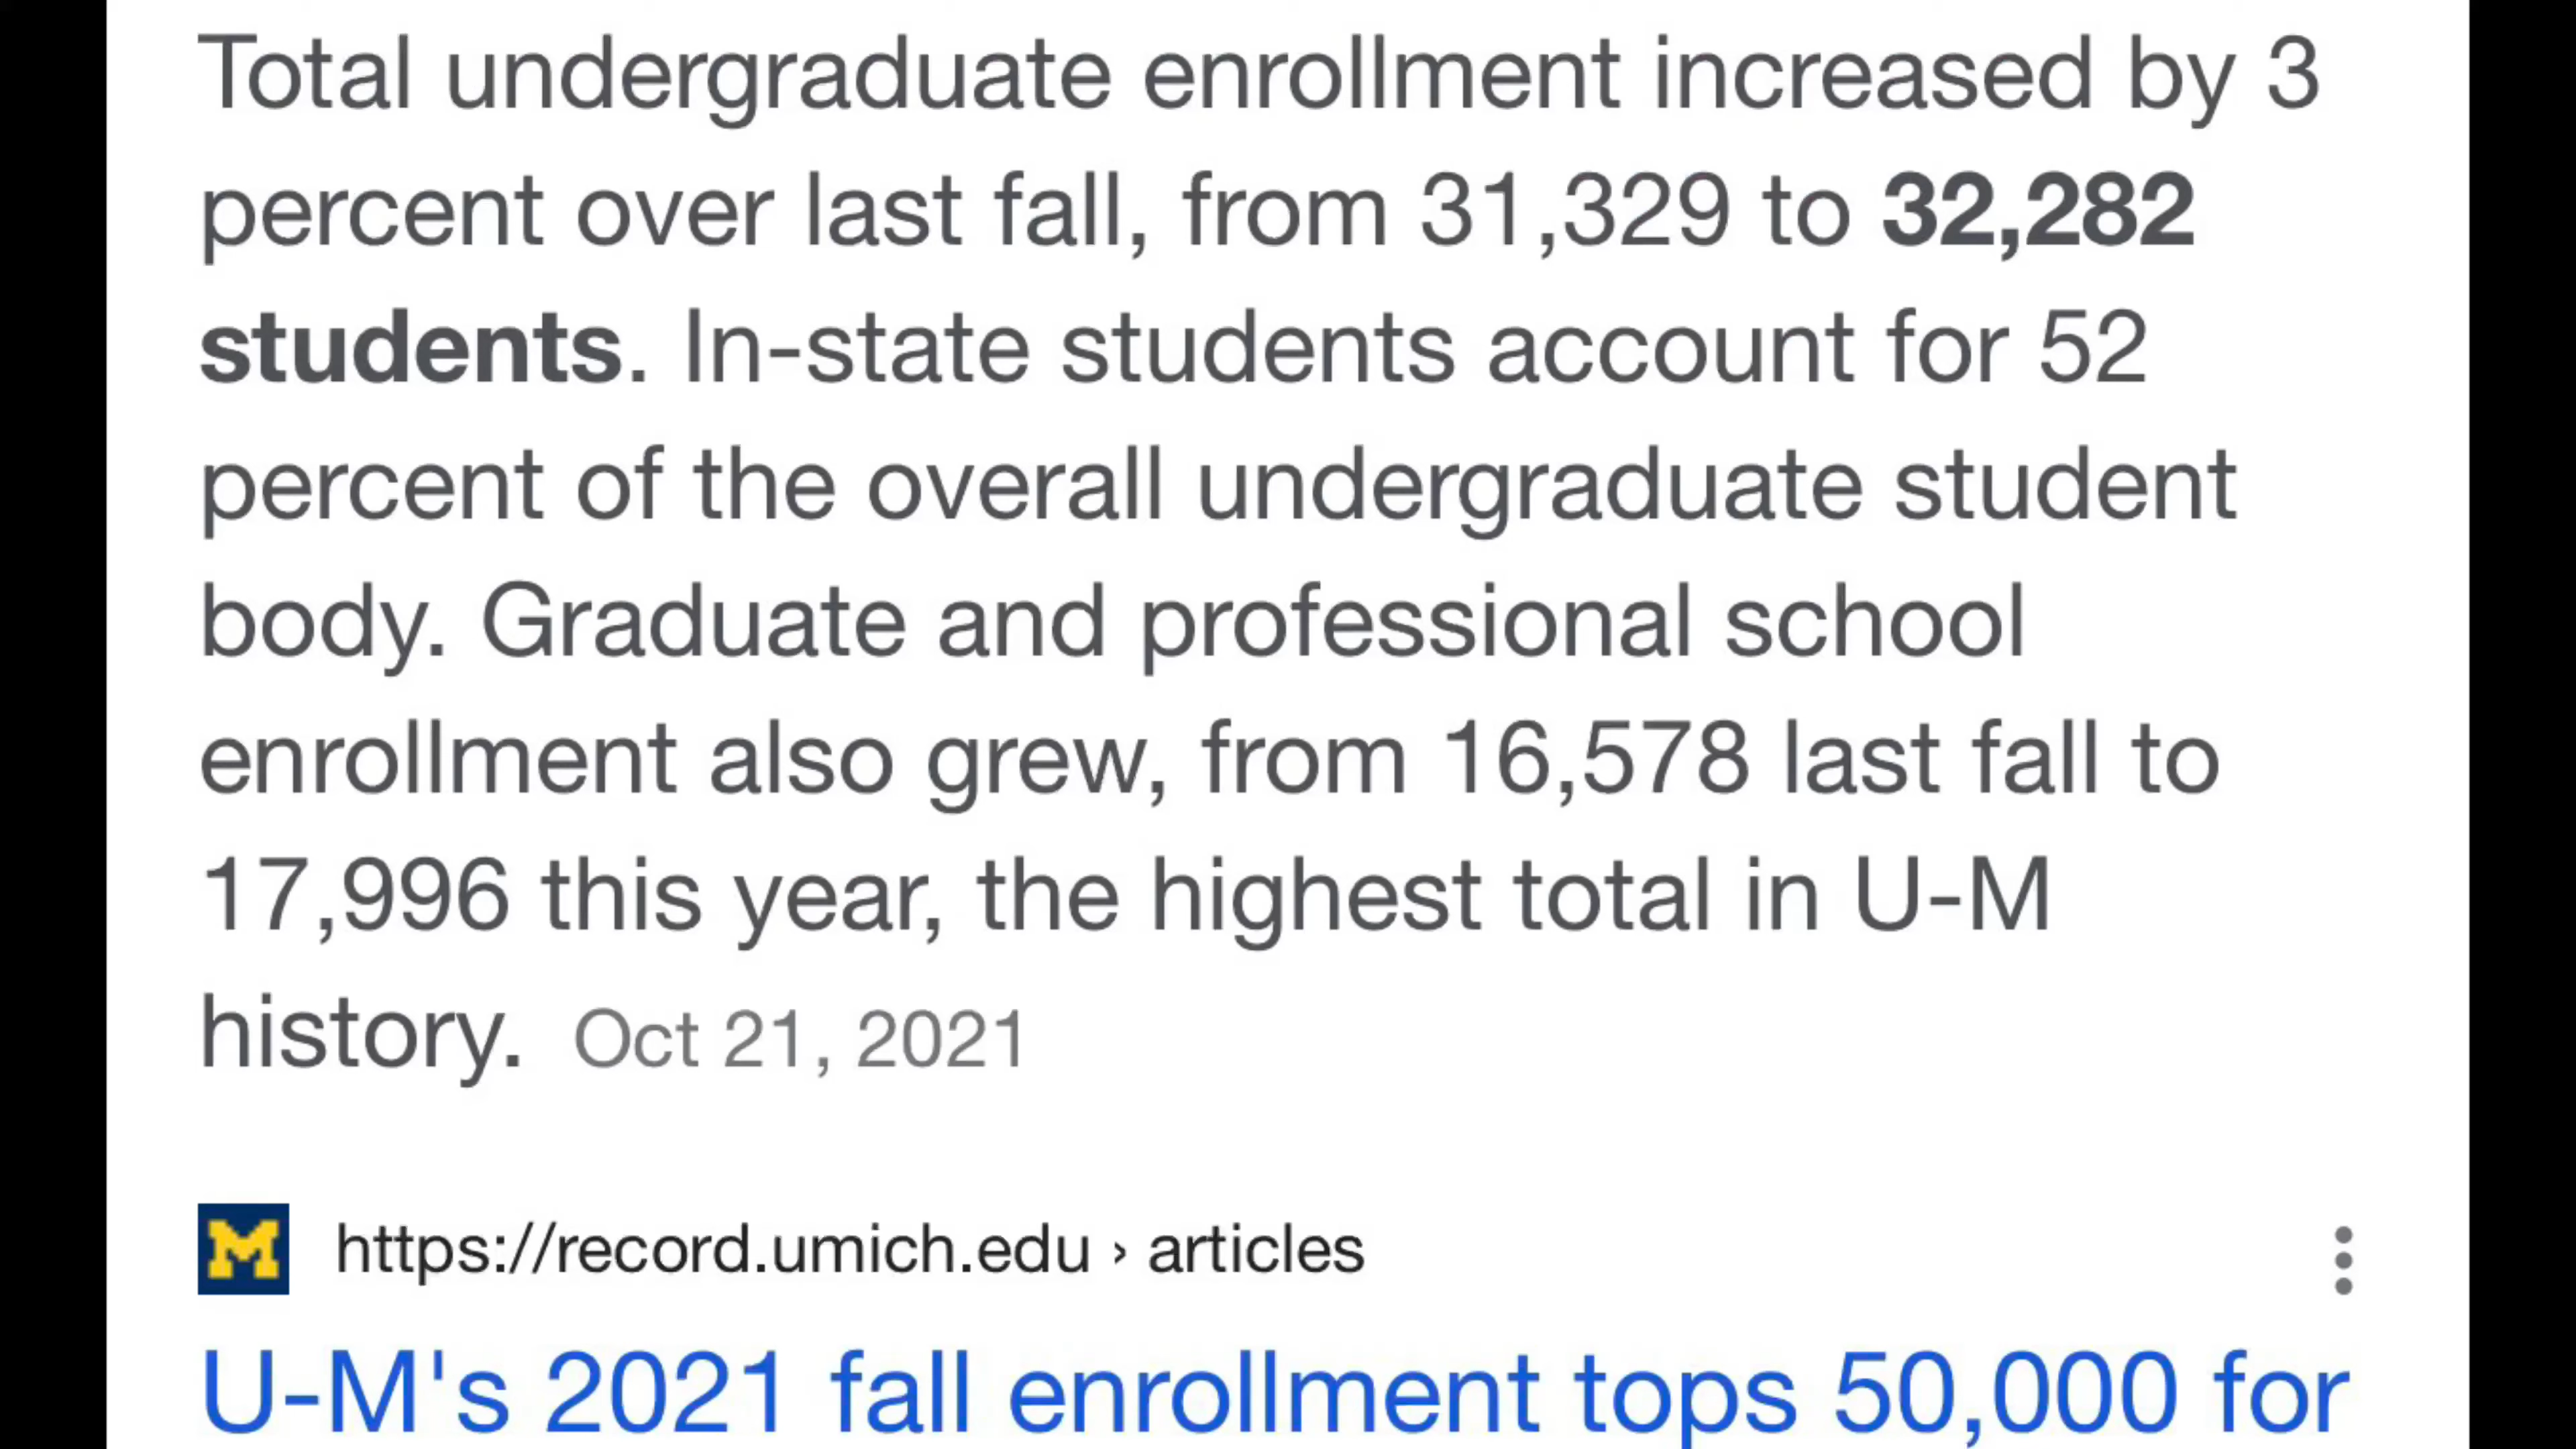 Total undergraduate enrollment increased by 3
percent over last fall, from 31,329 to 32,282
students. In-state students account for 52
percent of the overall undergraduate student
body. Graduate and professional school
enrollment also grew, from 16,578 last fall to
17,996 this year, the highest total in U-M
history. Oct 21, 2021
M https://record.umich.edu › articles
U-M's 2021 fall enrollment tops 50,000 for